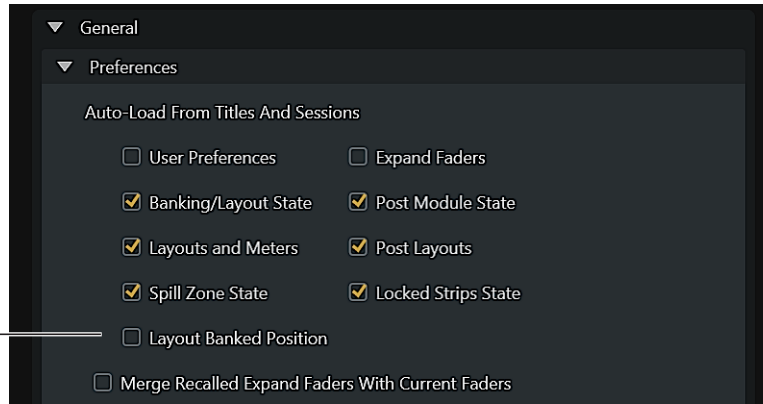 General
Preferences
Auto-Load From Titles And Sessions
User Preferences Expand Faders
Banking/Layout State Post Module State
Layouts and Meters Post Layouts
Spill Zone State Locked Strips State
Layout Banked Position
Merge Recalled Expand Faders With Current Faders